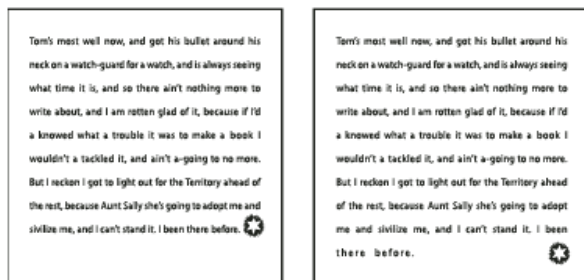 Tom's most well now, and got his bullet around his
neck on a watch-guard for a watch, and is always seeing
what time it is, and so there ain't nothing more to
write about, and I am rotten glad of it, because if I'd
a knowed what a trouble it was to make a book I
wouldn't a tackled it, and ain't a-going to no more.
But I reckon I got to light out for the Territory ahead of
the rest, because Aunt Sally she's going to adopt me and
sivilize me, and I can't stand it. I been there before.
Tom's most well now, and got his bullet around his
neck on a watch-guard for a watch, and is always seeing
what time it is, and so there ain't nothing more to
write about, and I am rotten glad of it, because if I'd
a knowed what a trouble it was to make a book I
wouldn't a tackled it, and ain't a-going to no more.
But I reckon I got to light out for the Territory ahead
of the rest, because Aunt Sally she's going to adopt
me and sivilize me, and I can't stand it. I been
there before.